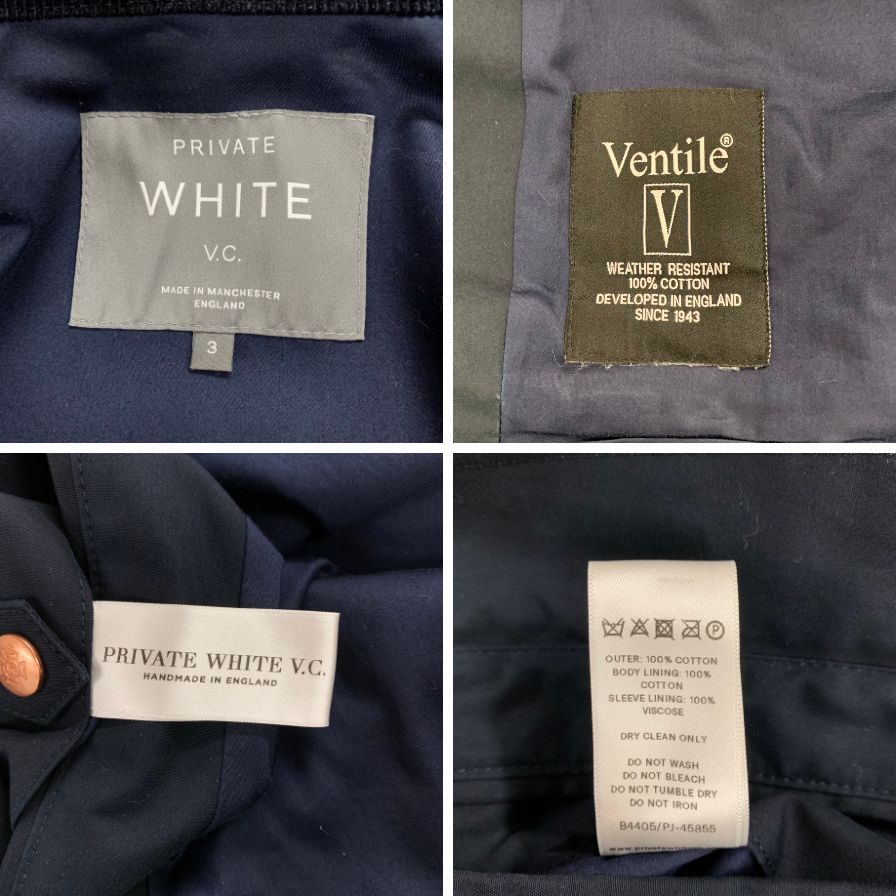 PRIVATE
WHITE
V.C.
MADE IN MANCHESTER
ENGLAND
3
Ventile®
V
WEATHER RESISTANT
100% COTTON
DEVELOPED IN ENGLAND
SINCE 1943
PRIVATE WHITE V.C.
HANDMADE IN ENGLAND
P
OUTER: 100% COTTON
BODY LINING: 100%
COTTON
SLEEVE LINING: 100%
VISCOSE
DRY CLEAN ONLY
DO NOT WASH
DO NOT BLEACH
DO NOT TUMBLE DRY
DO NOT IRON
B4405/PJ-45855